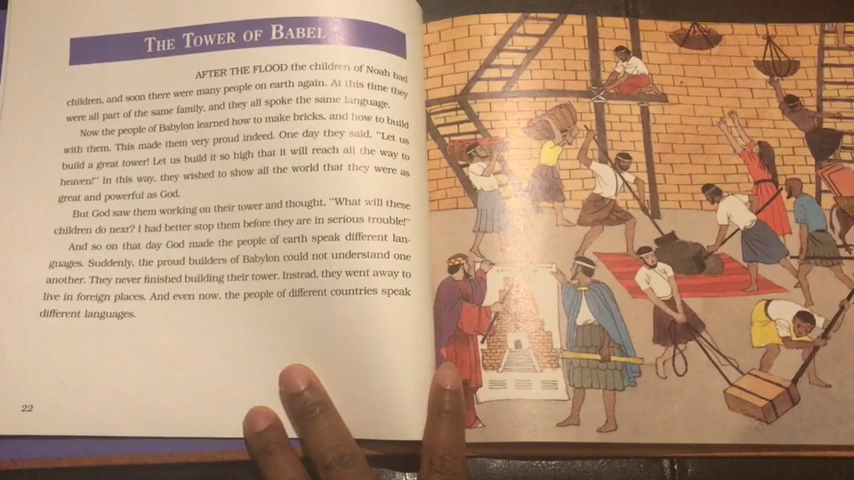 THE TOWER OF BABEL
AFTER THE FLOOD the children of Noah had
children, and soon there were many people on earth again. At this time they
were all part of the same family, and they all spoke the same language.
Now the people of Babylon learned how to make bricks, and how to build
with them. This made them very proud indeed. One day they said, "Let us
build a great tower! Let us build it so high that it will reach all the way to
heaven!" In this way, they wished to show all the world that they were as
great and powerful as God.
But God saw them working on their tower and thought, "What will these
children do next? I had better stop them before they are in serious trouble!"
And so on that day God made the people of earth speak different lan-
guages. Suddenly, the proud builders of Babylon could not understand one
another. They never finished building their tower. Instead, they went away to
live in foreign places. And even now, the people of different countries speak
different languages.
22